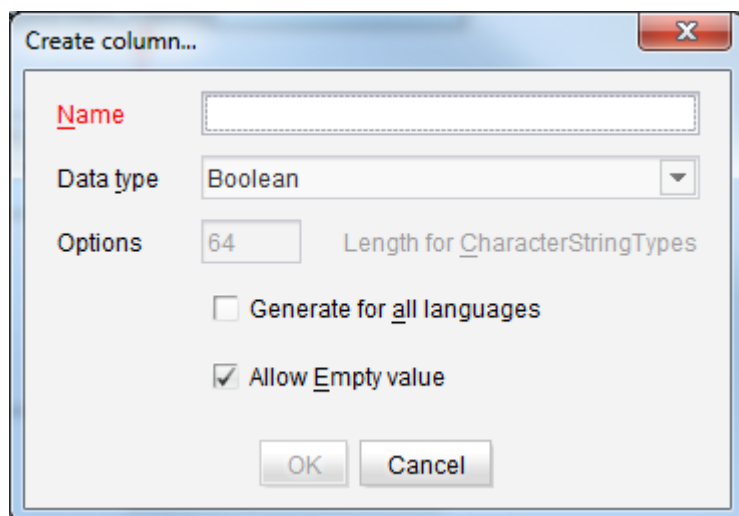 Create column...
Name
Data type Boolean
Options 64 Length for CharacterStringTypes
Generate for all languages
Allow Empty value
OK Cancel